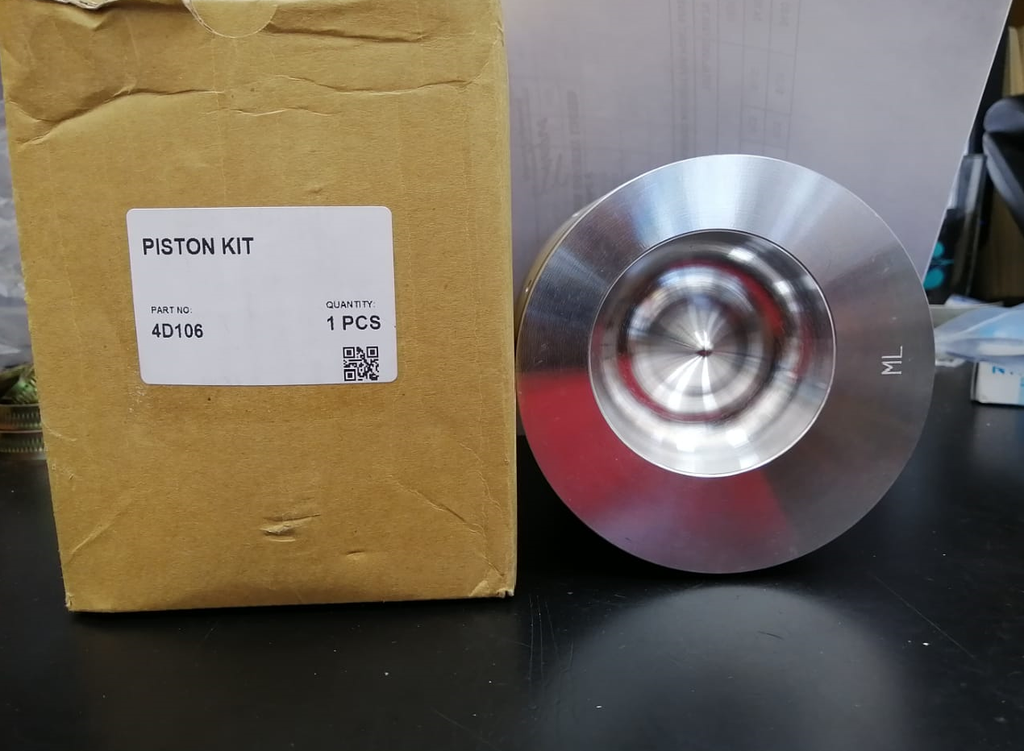 PISTON KIT
PART NO:
4D106
QUANTITY:
1 PCS
ML